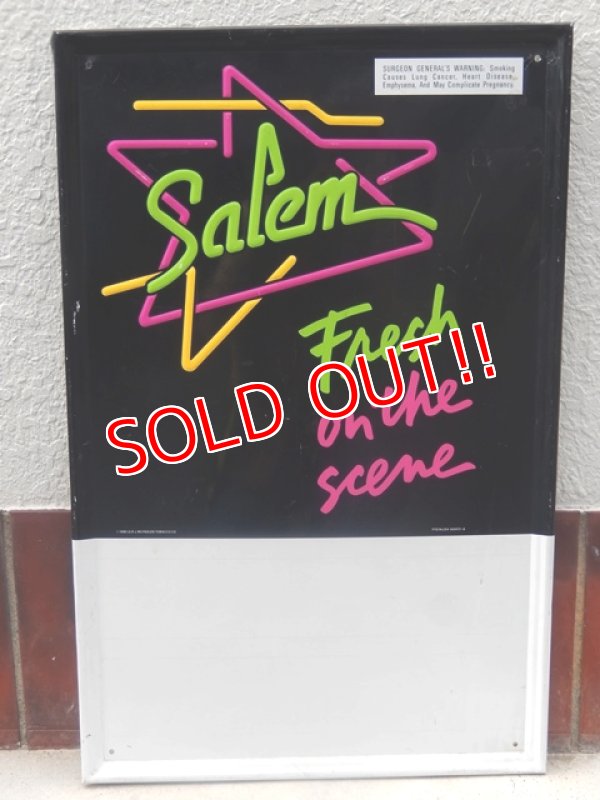 SURGEON GENERAL'S WARNING: Smoking
Causes Lung Cancer, Heart Disease,
Emphysema, And May Complicate Pregnancy.
Salem
Fresh
on the
scene
SOLD OUT!!